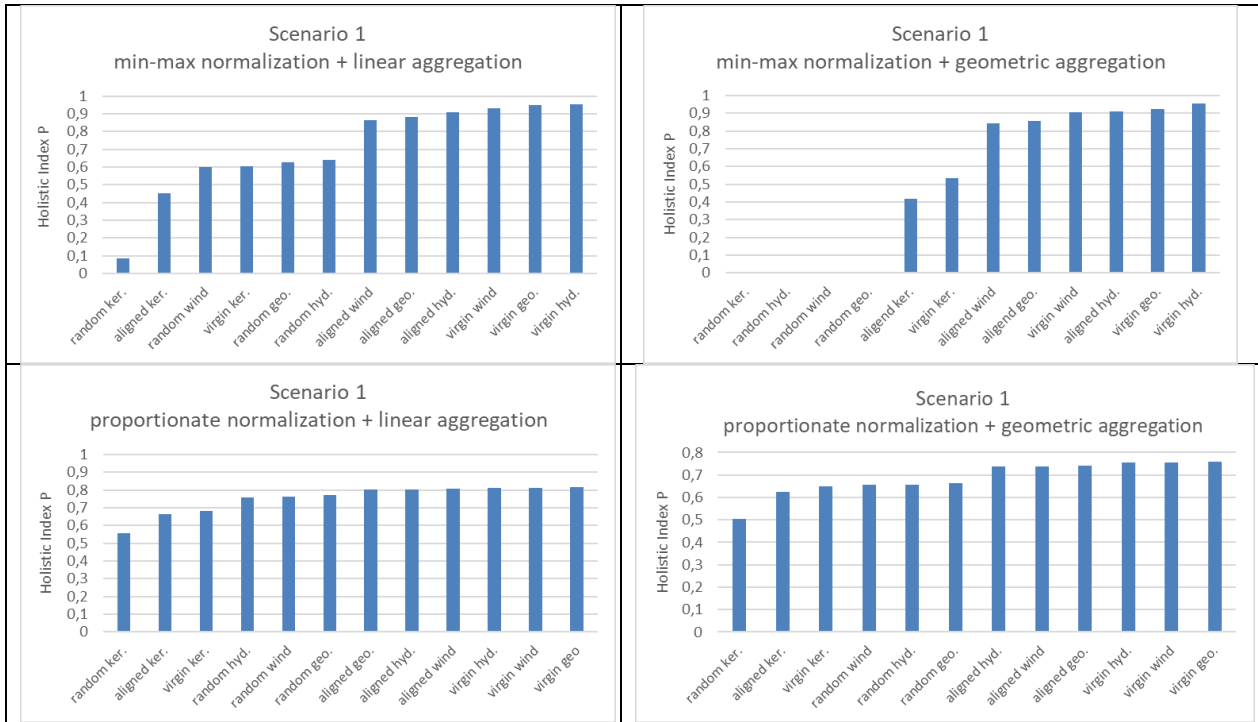 Scenario 1
min-max normalization + linear aggregation
Holistic Index P
1
0,9
0,8
0,7
0,6
0,5
0,4
0,3
0,2
0,1
0
random ker.
aligned ker.
random wind
virgin ker.
random geo.
random hyd.
aligned wind
aligned geo.
aligned hyd.
virgin wind
virgin geo.
virgin hyd.
Scenario 1
min-max normalization + geometric aggregation
Holistic Index P
1
0,9
0,8
0,7
0,6
0,5
0,4
0,3
0,2
0,1
0
random ker.
random hyd.
random wind
random geo.
aligend ker.
virgin ker.
aligned wind
aligend geo.
virgin wind
aligned hyd.
virgin geo.
virgin hyd.
Scenario 1
proportionate normalization + linear aggregation
Holistic Index P
1
0,9
0,8
0,7
0,6
0,5
0,4
0,3
0,2
0,1
0
random ker.
aligned ker.
virgin ker.
random hyd.
random wind
random geo.
aligned geo.
aligned hyd.
aligned wind
virgin hyd.
virgin wind
virgin geo
Scenario 1
proportionate normalization + geometric aggregation
Holistic Index P
0,8
0,7
0,6
0,5
0,4
0,3
0,2
0,1
0
random ker.
aligned ker.
virgin ker.
random wind
random hyd.
random geo.
aligned hyd.
aligned wind
aligned geo.
virgin hyd.
virgin wind
virgin geo.